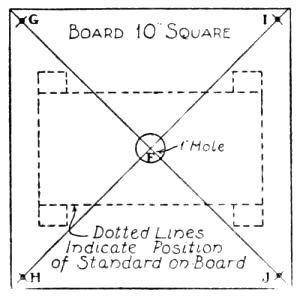 G I
BOARD 10" SQUARE
F 1" HOLE
DOTTED LINES
INDICATE POSITION
OF STANDARD ON BOARD
H J